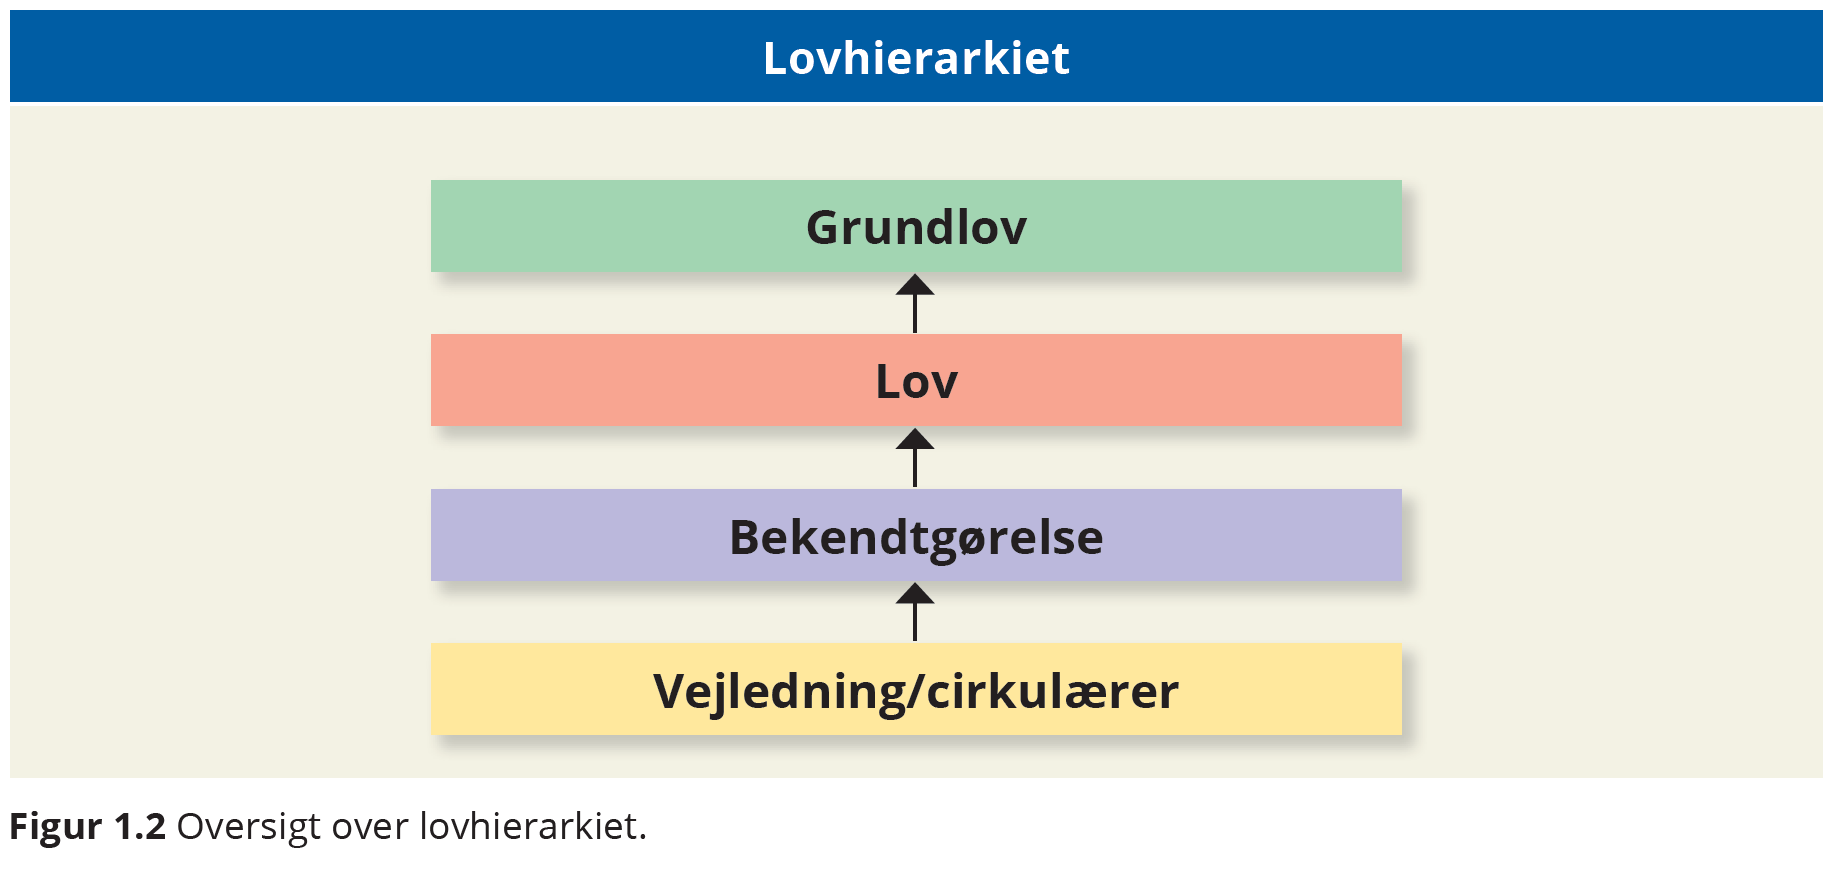 Lovhierarkiet
Grundlov
Lov
Bekendtgørelse
Vejledning/cirkulærer
Figur 1.2 Oversigt over lovhierarkiet.